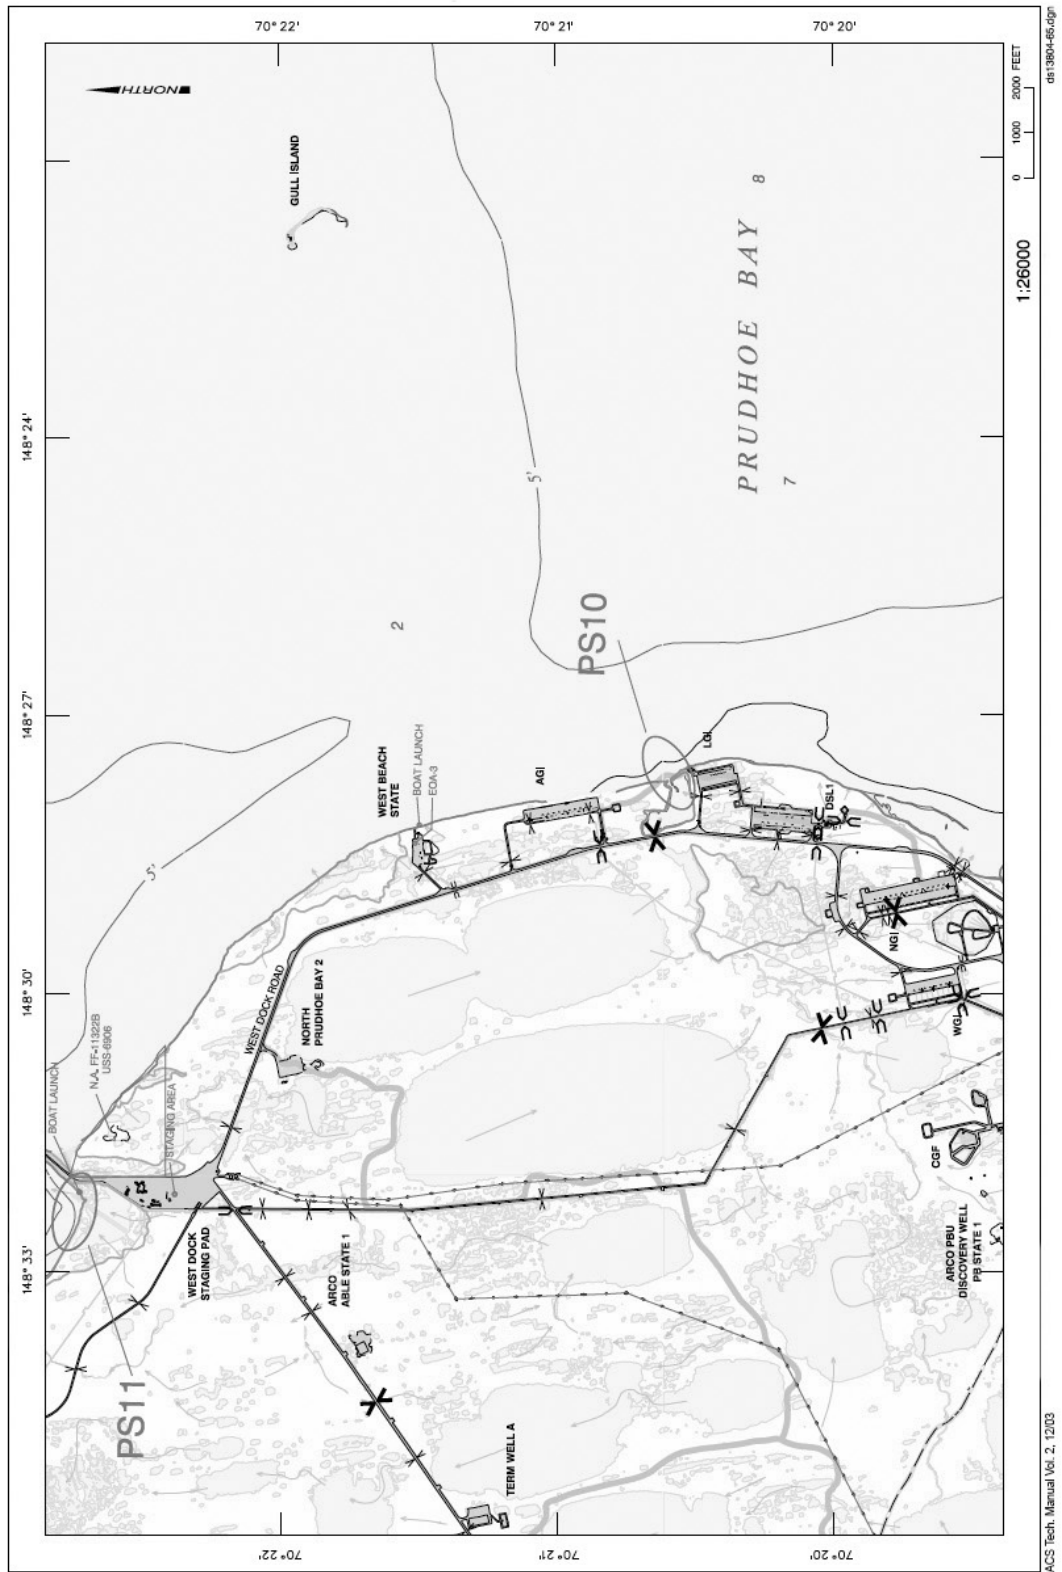 70° 22'
70° 21'
70° 20'
NORTH
GULL ISLAND
0 1000 2000 FEET
1:26000
ds13804-65.dgn
8
PRUDHOE BAY
7
148° 24'
5'
2
PS10
148° 27'
5'
WEST BEACH
STATE
BOAT LAUNCH
EOA-3
AGI
LGI
DSL1
148° 30'
WEST DOCK ROAD
NORTH
PRUDHOE BAY 2
NGI
WGI
BOAT LAUNCH
N.A. FF-11322B
USS-6906
STAGING AREA
CGF
148° 33'
WEST DOCK
STAGING PAD
ARCO
ABLE STATE 1
ARCO PBU
DISCOVERY WELL
PB STATE 1
PS11
TERM WELL A
70° 22'
70° 21'
70° 20'
ACS Tech. Manual Vol. 2, 12/03